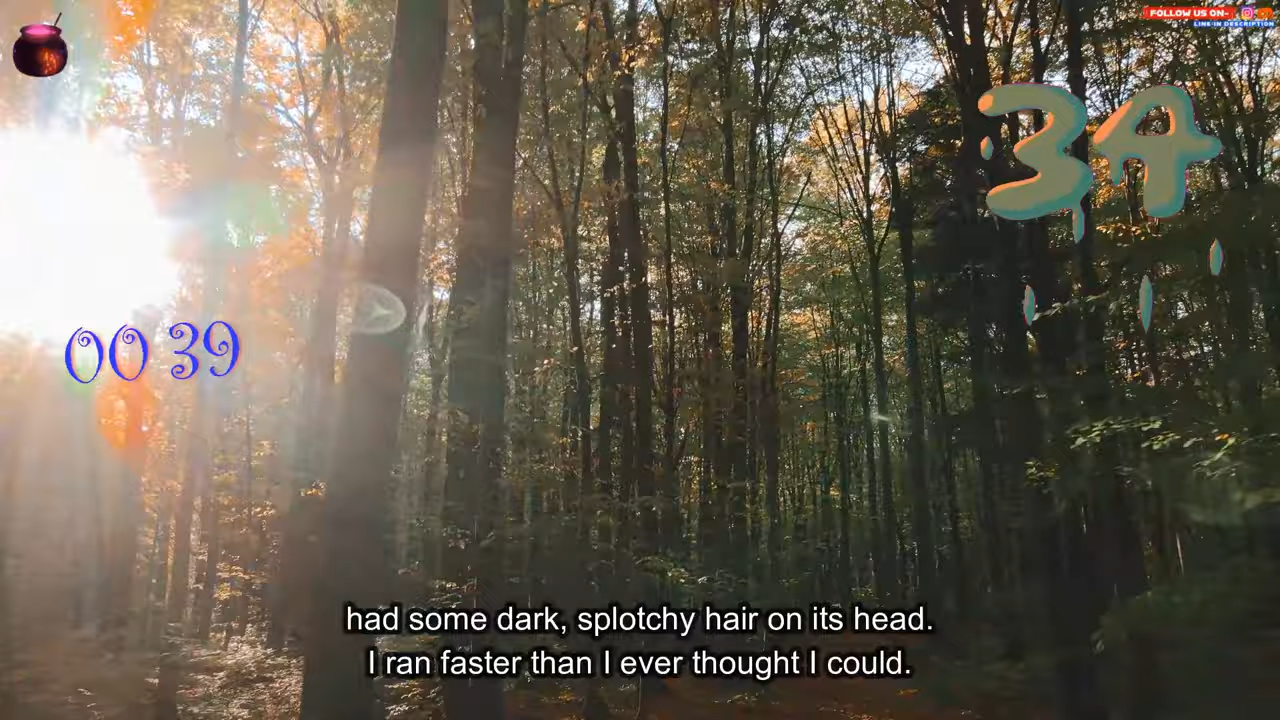 FOLLOW US ON-
LINK IN DESCRIPTION
34
00 39
had some dark, splotchy hair on its head.
I ran faster than I ever thought I could.